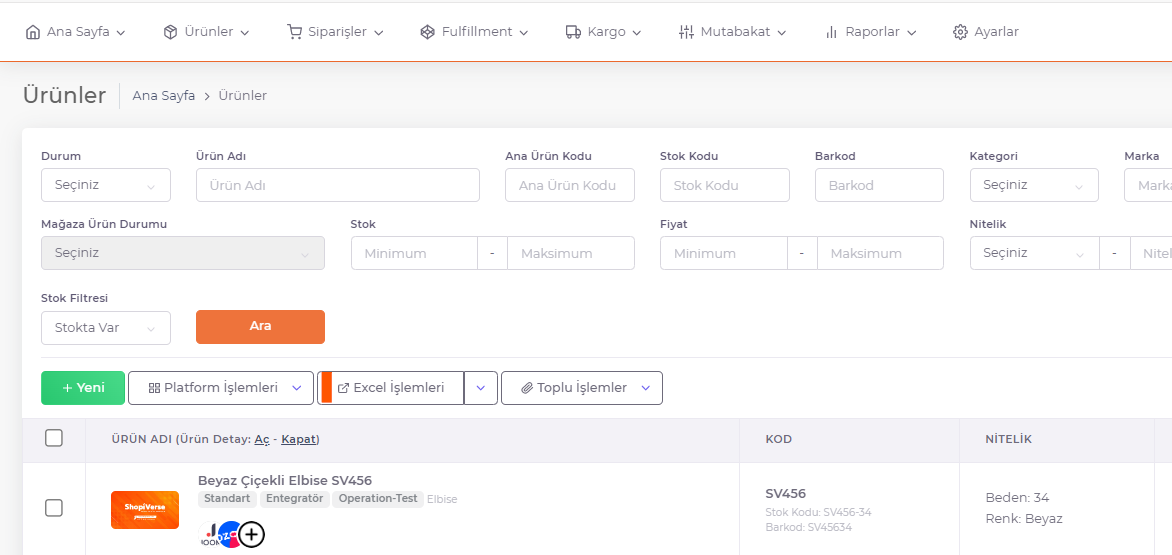 Ana Sayfa Ürünler Siparişler Fulfillment Kargo Mutabakat Raporlar Ayarlar
Ürünler Ana Sayfa > Ürünler
Durum Ürün Adı Ana Ürün Kodu Stok Kodu Barkod Kategori Marka
Seçiniz Ürün Adı Ana Ürün Kodu Stok Kodu Barkod Seçiniz Marka
Mağaza Ürün Durumu Stok Fiyat Nitelik
Seçiniz Minimum - Maksimum Minimum - Maksimum Seçiniz - Nitel
Stok Filtresi
Stokta Var Ara
+ Yeni Platform İşlemleri Excel İşlemleri Toplu İşlemler
ÜRÜN ADI (Ürün Detay: Aç - Kapat) KOD NİTELİK
Beyaz Çiçekli Elbise SV456
Standart Entegratör Operation-Test Elbise
ShopiVerse
SV456
Stok Kodu: SV456-34
Barkod: SV45634
Beden: 34
Renk: Beyaz